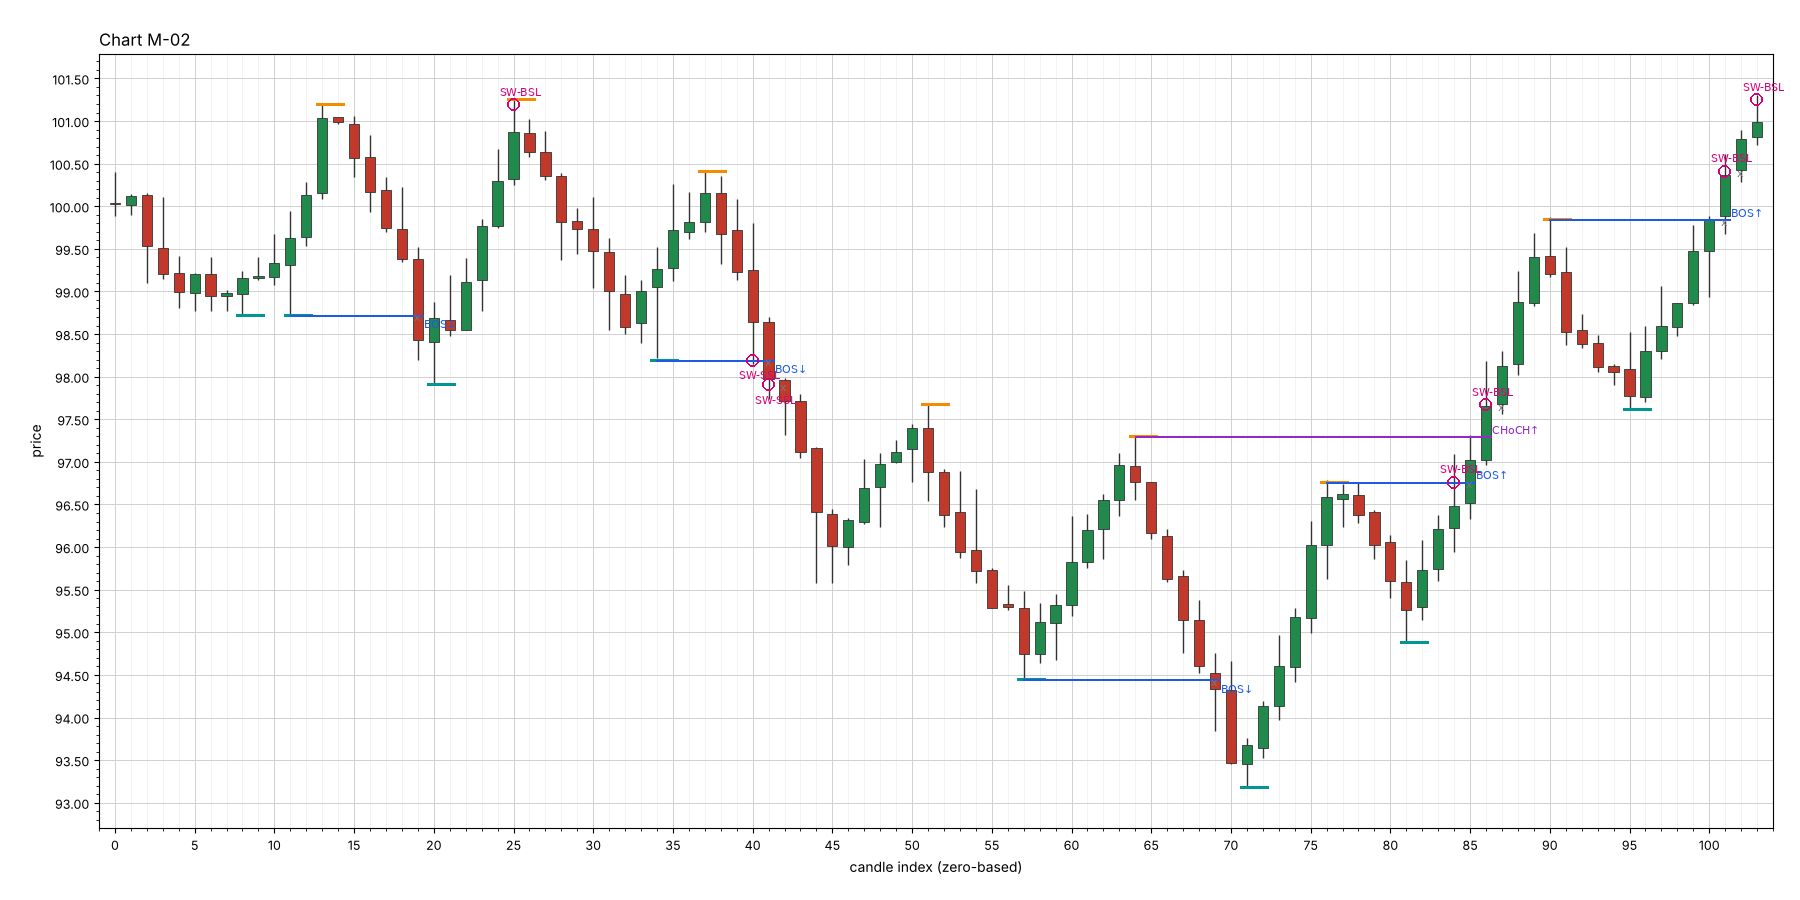 Chart M-02
SW-BSL
SW-BSL
101.50
101.00
100.50
100.00
99.50
99.00
98.50
98.00
97.50
97.00
96.50
96.00
95.50
95.00
94.50
94.00
93.50
93.00
SW-BSL
BOS↑
BOS↓
BOS↓
SW-SSL
SW-SSL
SW-BSL
CHoCH↑
SW-BSL
BOS↑
BOS↓
price
0 5 10 15 20 25 30 35 40 45 50 55 60 65 70 75 80 85 90 95 100
candle index (zero-based)